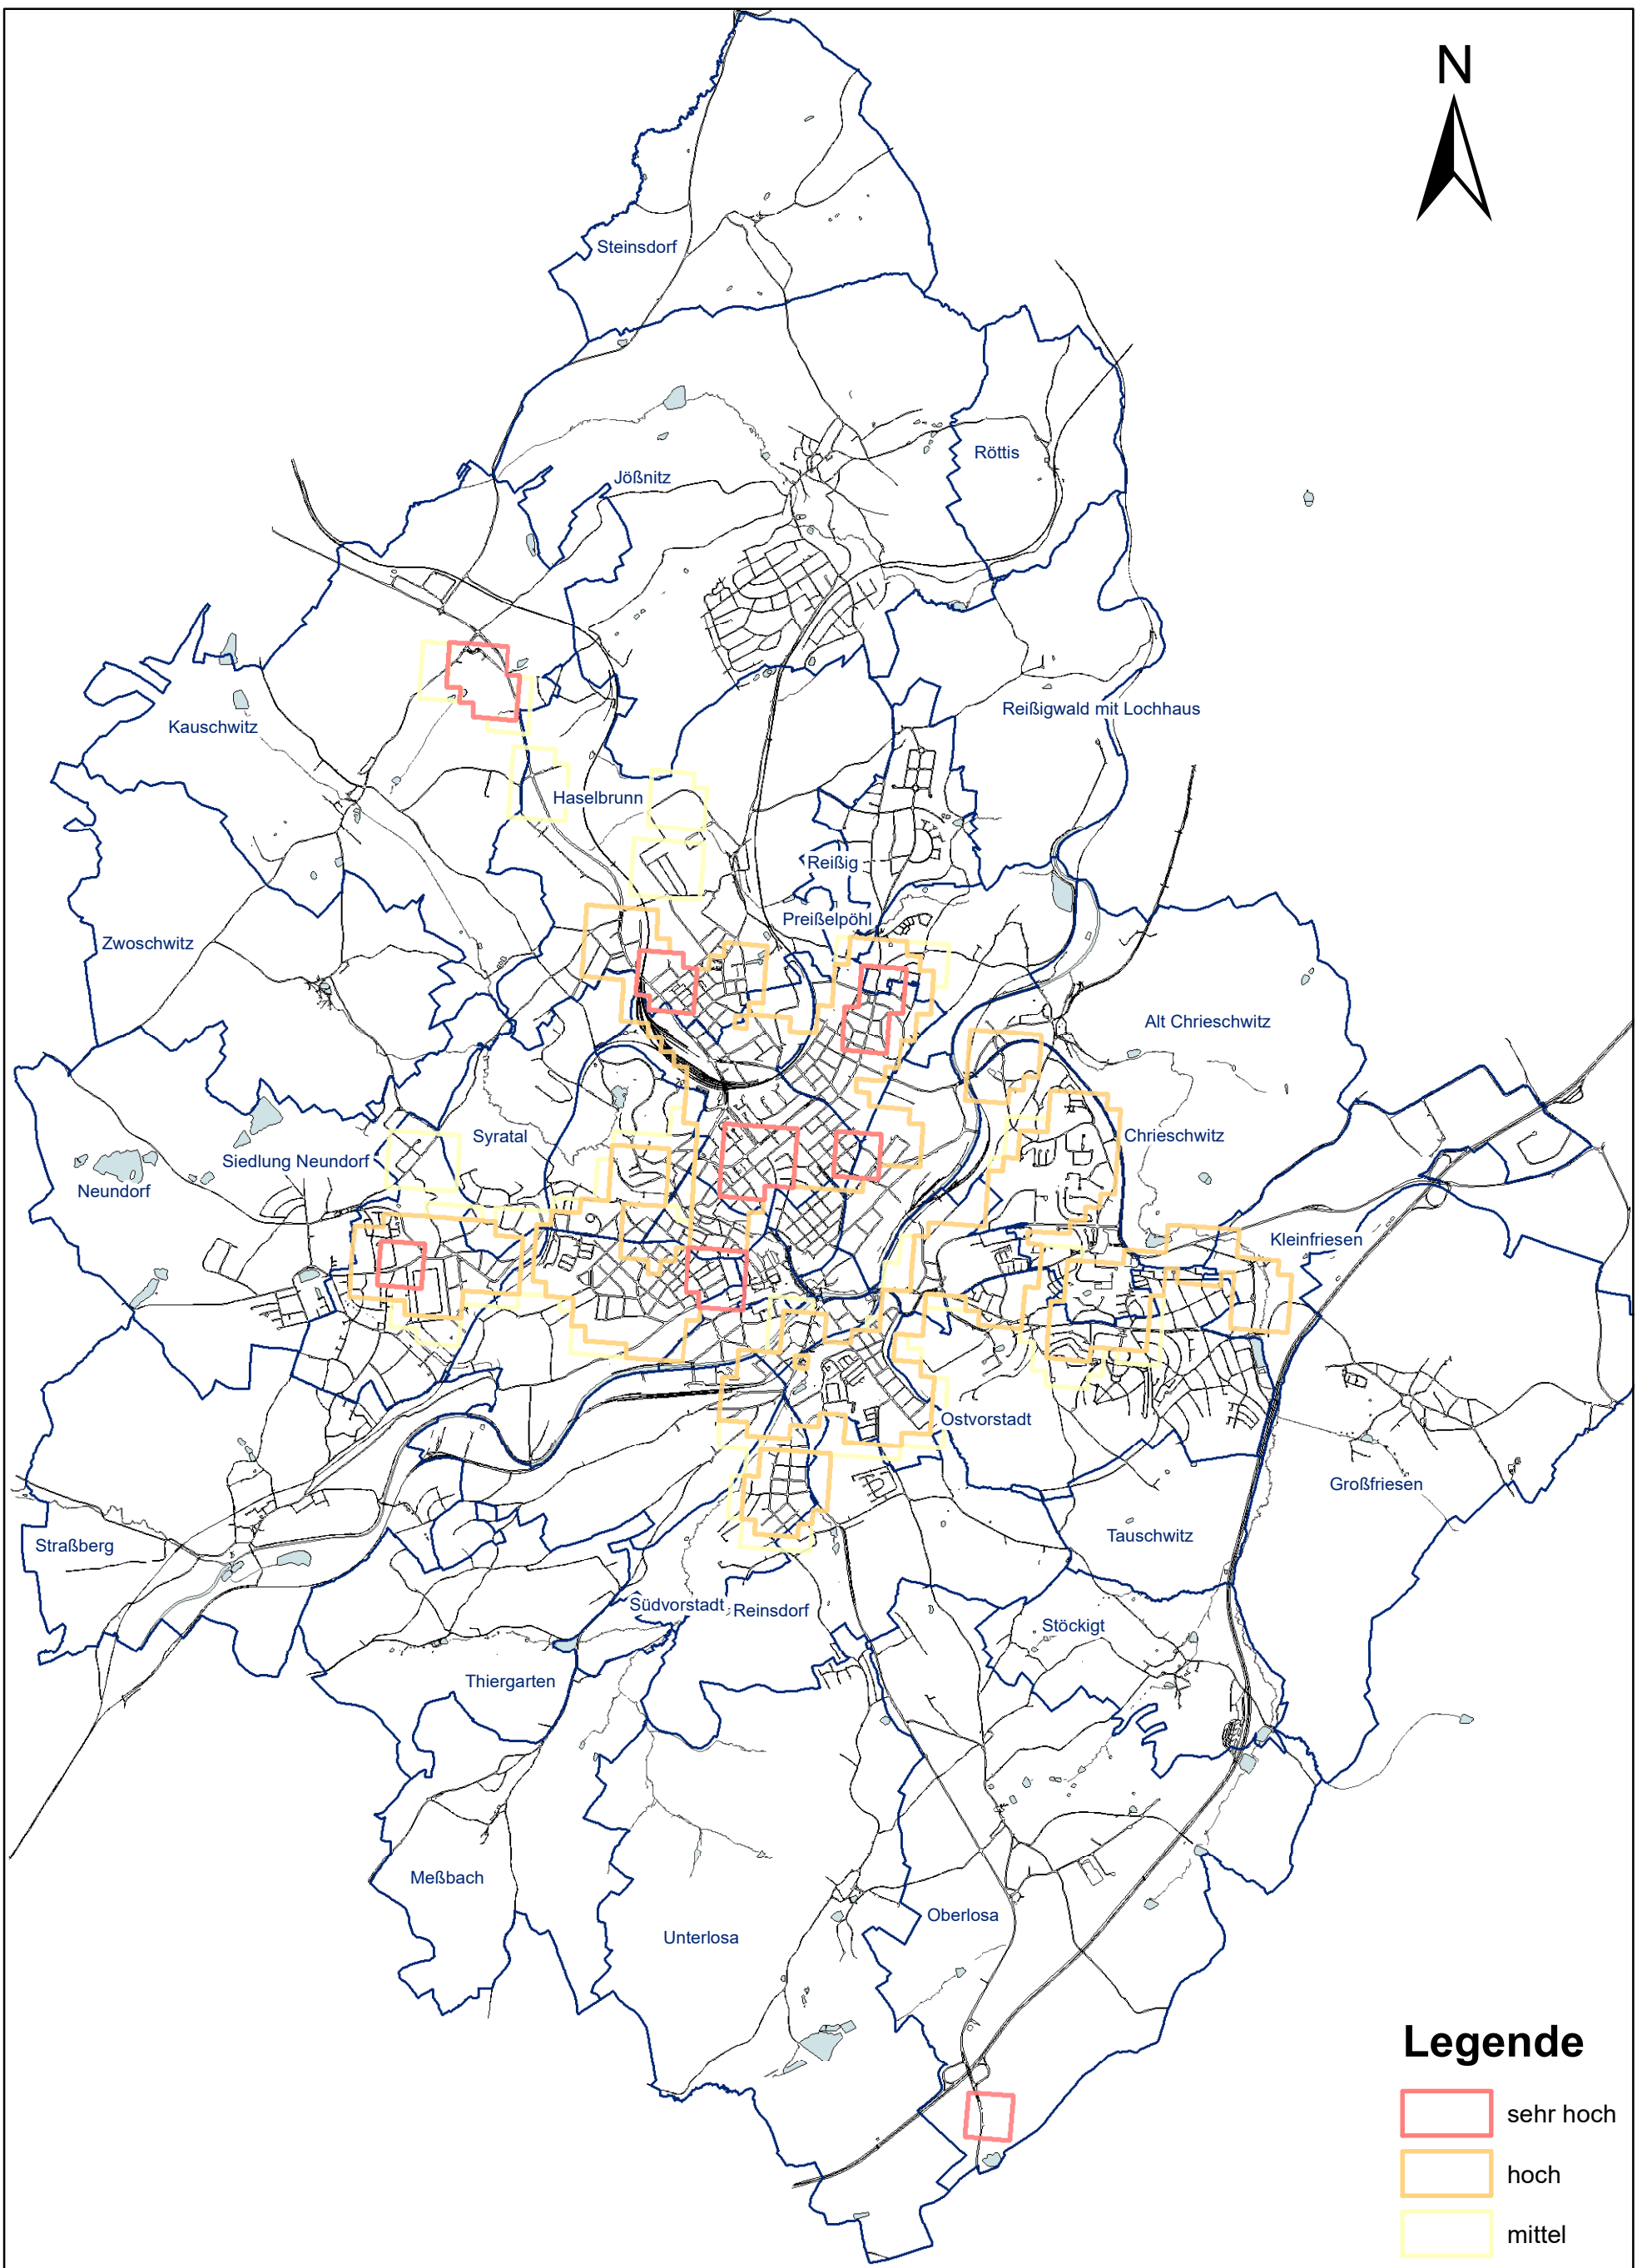 N
Steinsdorf
Röttis
Jößnitz
Reißigwald mit Lochhaus
Kauschwitz
Haselbrunn
Reißig
Preißelpöhl
Zwoschwitz
Alt Chrieschwitz
Syratal
Chrieschwitz
Siedlung Neundorf
Neundorf
Kleinfriesen
Ostvorstadt
Großfriesen
Tauschwitz
Straßberg
Südvorstadt
Reinsdorf
Stöckigt
Thiergarten
Meßbach
Oberlosa
Unterlosa
Legende
sehr hoch
hoch
mittel